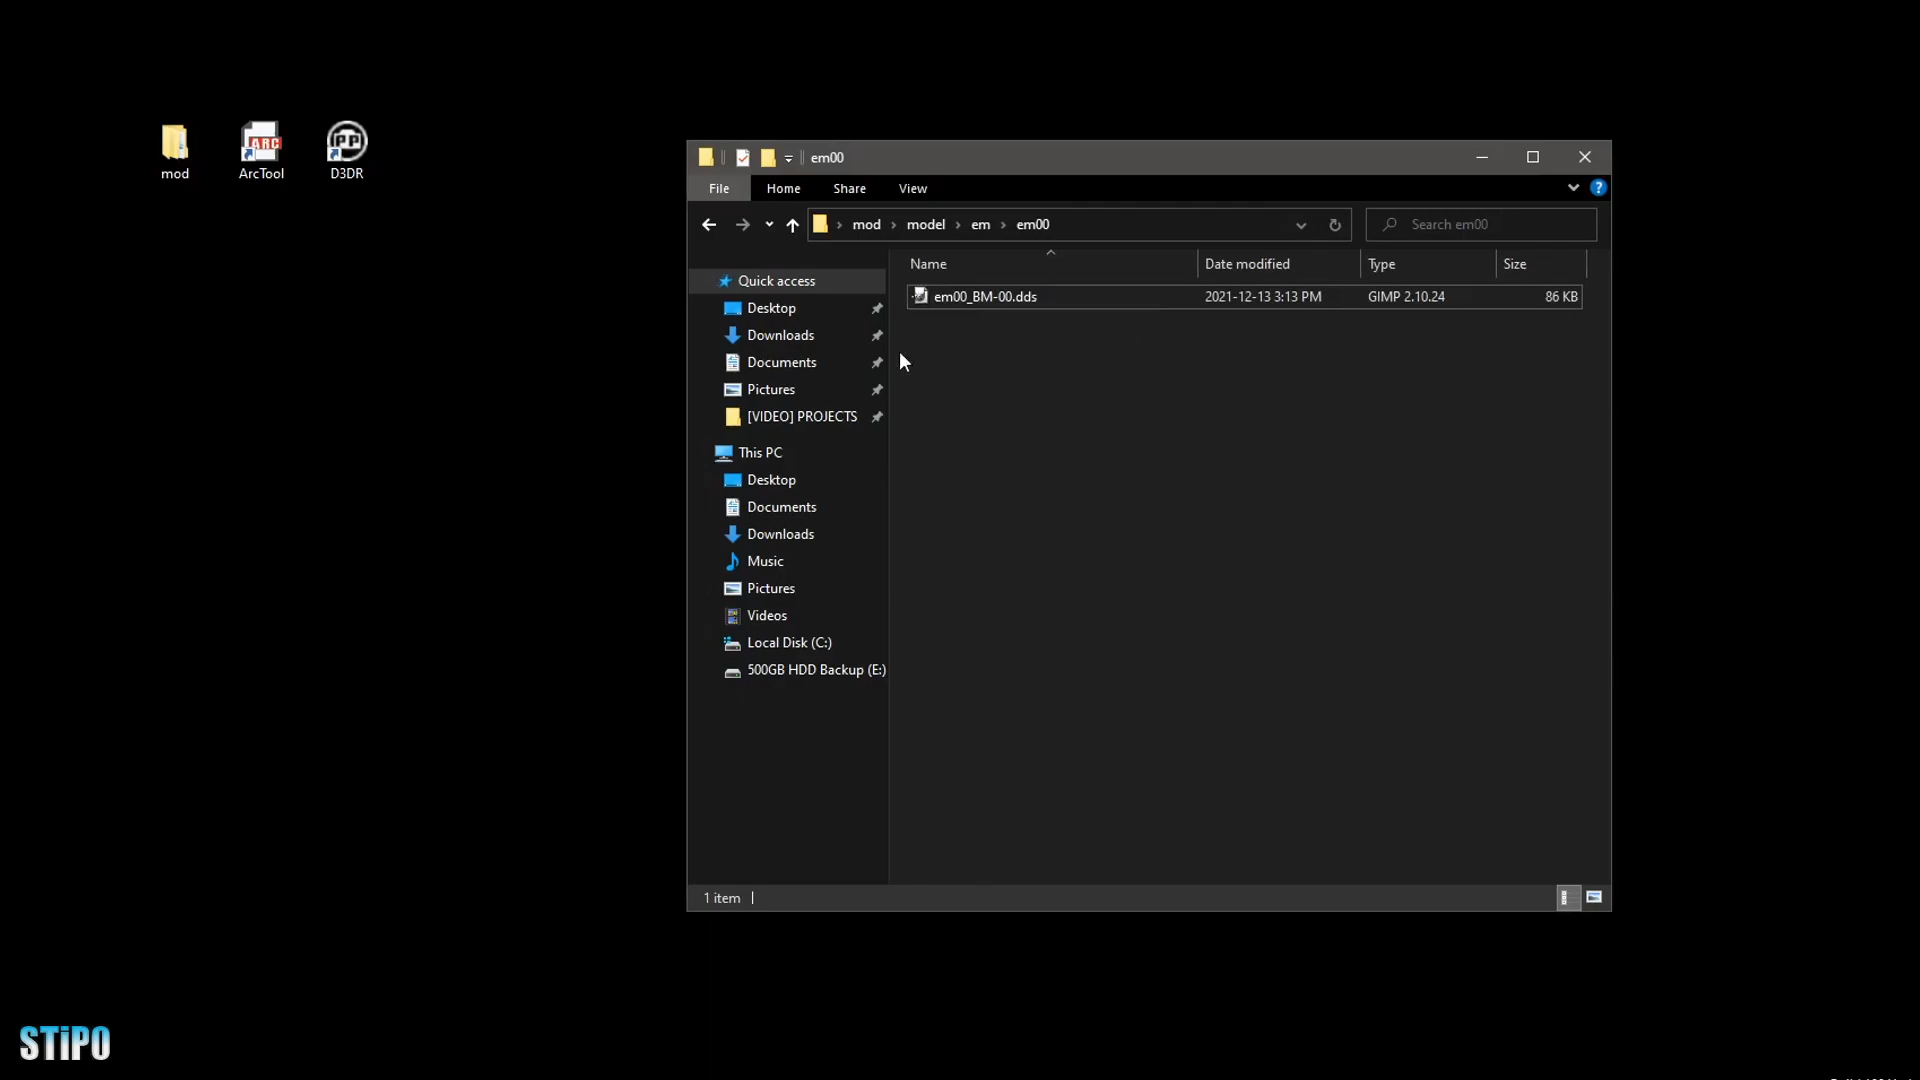 mod
ARC
ArcTool
PP
D3DR
em00
File Home Share View
mod model em em00
Search em00
Name Date modified Type Size
em00_BM-00.dds 2021-12-13 3:13 PM GIMP 2.10.24 86 KB
Quick access
Desktop
Downloads
Documents
Pictures
[VIDEO] PROJECTS
This PC
Desktop
Documents
Downloads
Music
Pictures
Videos
Local Disk (C:)
500GB HDD Backup (E:)
1 item
STiPO